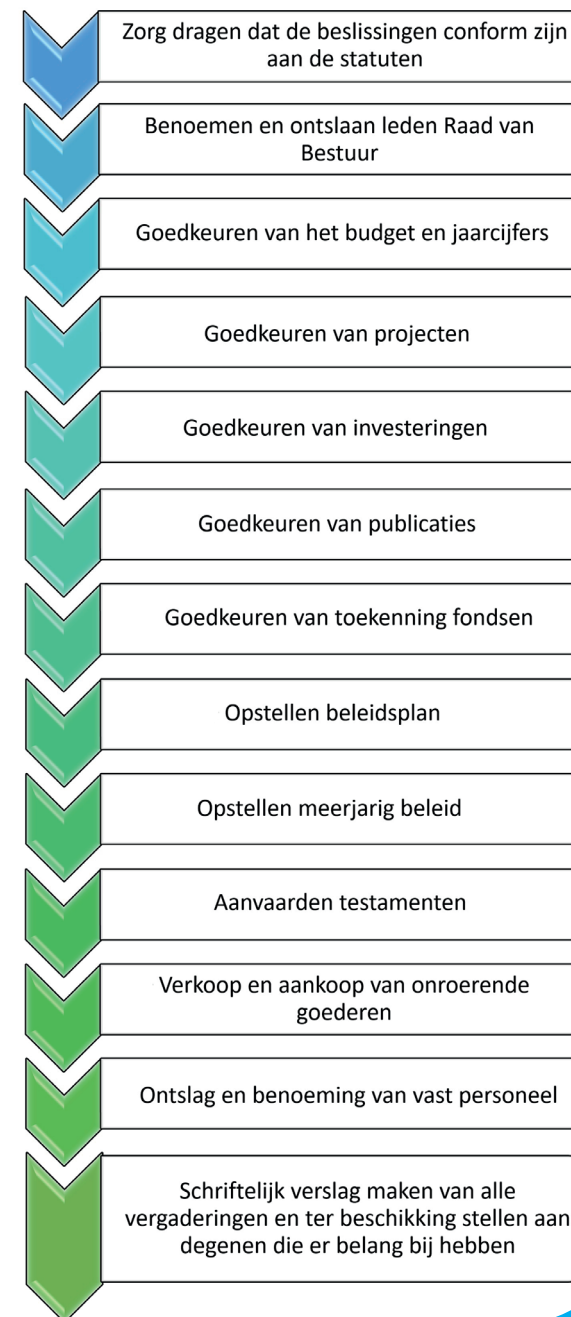 Zorg dragen dat de beslissingen conform zijn
aan de statuten
Benoemen en ontslaan leden Raad van
Bestuur
Goedkeuren van het budget en jaarcijfers
Goedkeuren van projecten
Goedkeuren van investeringen
Goedkeuren van publicaties
Goedkeuren van toekenning fondsen
Opstellen beleidsplan
Opstellen meerjarig beleid
Aanvaarden testamenten
Verkoop en aankoop van onroerende
goederen
Ontslag en benoeming van vast personeel
Schriftelijk verslag maken van alle
vergaderingen en ter beschikking stellen aan
degenen die er belang bij hebben